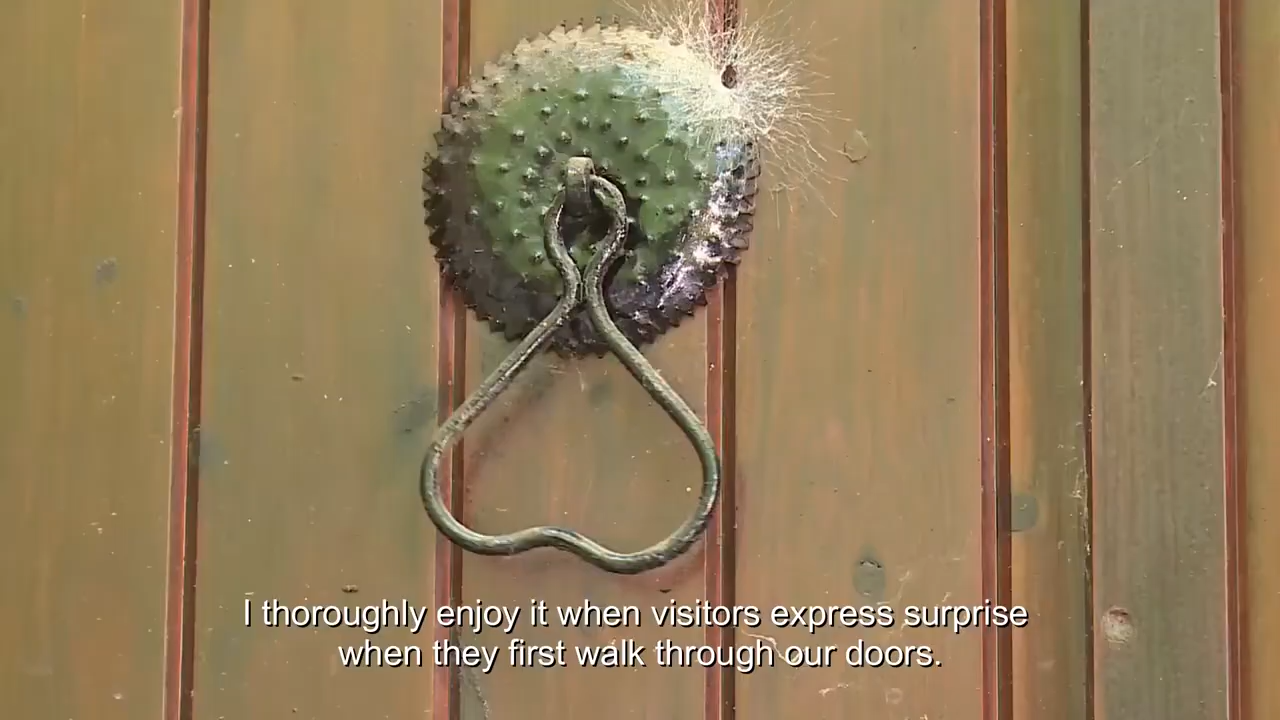 I thoroughly enjoy it when visitors express surprise
when they first walk through our doors.